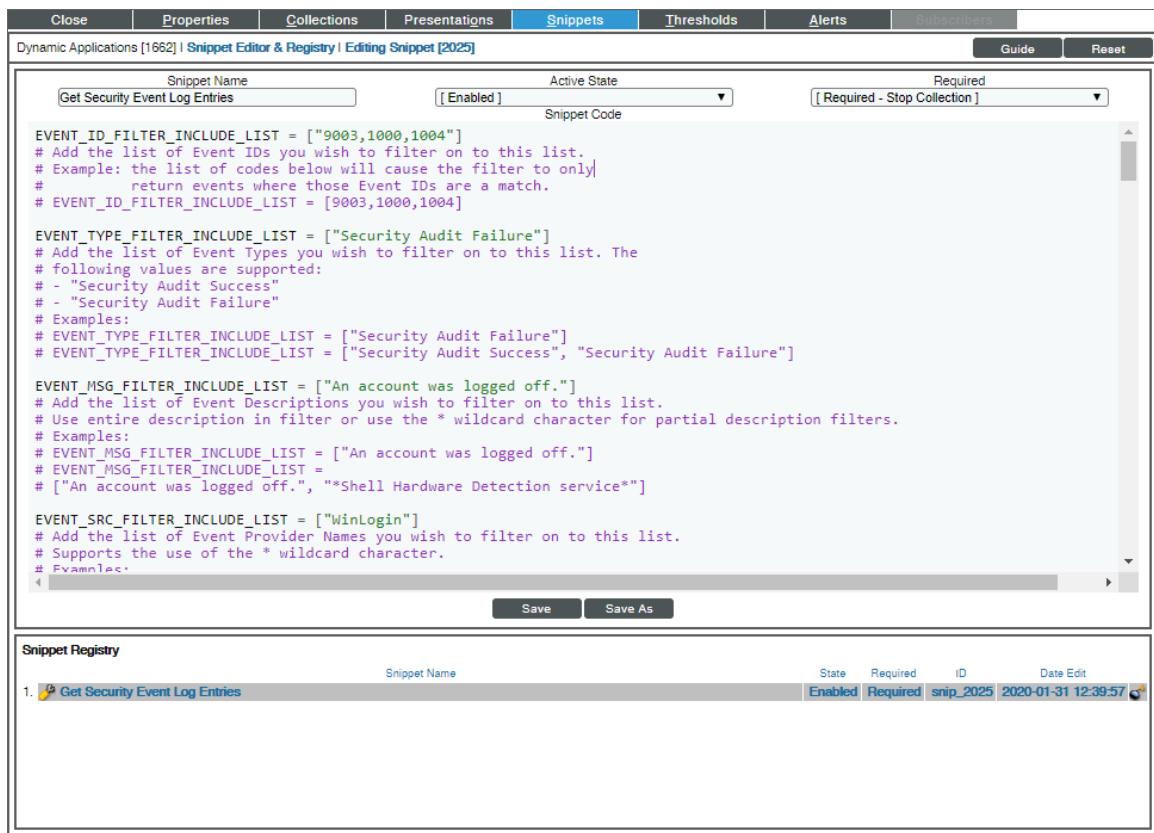 Close Properties Collections Presentations Snippets Thresholds Alerts Subscribers
Dynamic Applications [1662] | Snippet Editor & Registry | Editing Snippet [2025] Guide Reset
Snippet Name Active State Required
Get Security Event Log Entries [ Enabled ] [ Required - Stop Collection ]
Snippet Code
EVENT_ID_FILTER_INCLUDE_LIST = ["9003,1000,1004"]
# Add the list of Event IDs you wish to filter on to this list.
# Example: the list of codes below will cause the filter to only
# return events where those Event IDs are a match.
# EVENT_ID_FILTER_INCLUDE_LIST = [9003,1000,1004]
EVENT_TYPE_FILTER_INCLUDE_LIST = ["Security Audit Failure"]
# Add the list of Event Types you wish to filter on to this list. The
# following values are supported:
# - "Security Audit Success"
# - "Security Audit Failure"
# Examples:
# EVENT_TYPE_FILTER_INCLUDE_LIST = ["Security Audit Failure"]
# EVENT_TYPE_FILTER_INCLUDE_LIST = ["Security Audit Success", "Security Audit Failure"]
EVENT_MSG_FILTER_INCLUDE_LIST = ["An account was logged off."]
# Add the list of Event Descriptions you wish to filter on to this list.
# Use entire description in filter or use the * wildcard character for partial description filters.
# Examples:
# EVENT_MSG_FILTER_INCLUDE_LIST = ["An account was logged off."]
# EVENT_MSG_FILTER_INCLUDE_LIST =
# ["An account was logged off.", "*Shell Hardware Detection service*"]
EVENT_SRC_FILTER_INCLUDE_LIST = ["WinLogin"]
# Add the list of Event Provider Names you wish to filter on to this list.
# Supports the use of the * wildcard character.
# Examples:
Save Save As
Snippet Registry
Snippet Name State Required ID Date Edit
1. Get Security Event Log Entries Enabled Required snip_2025 2020-01-31 12:39:57